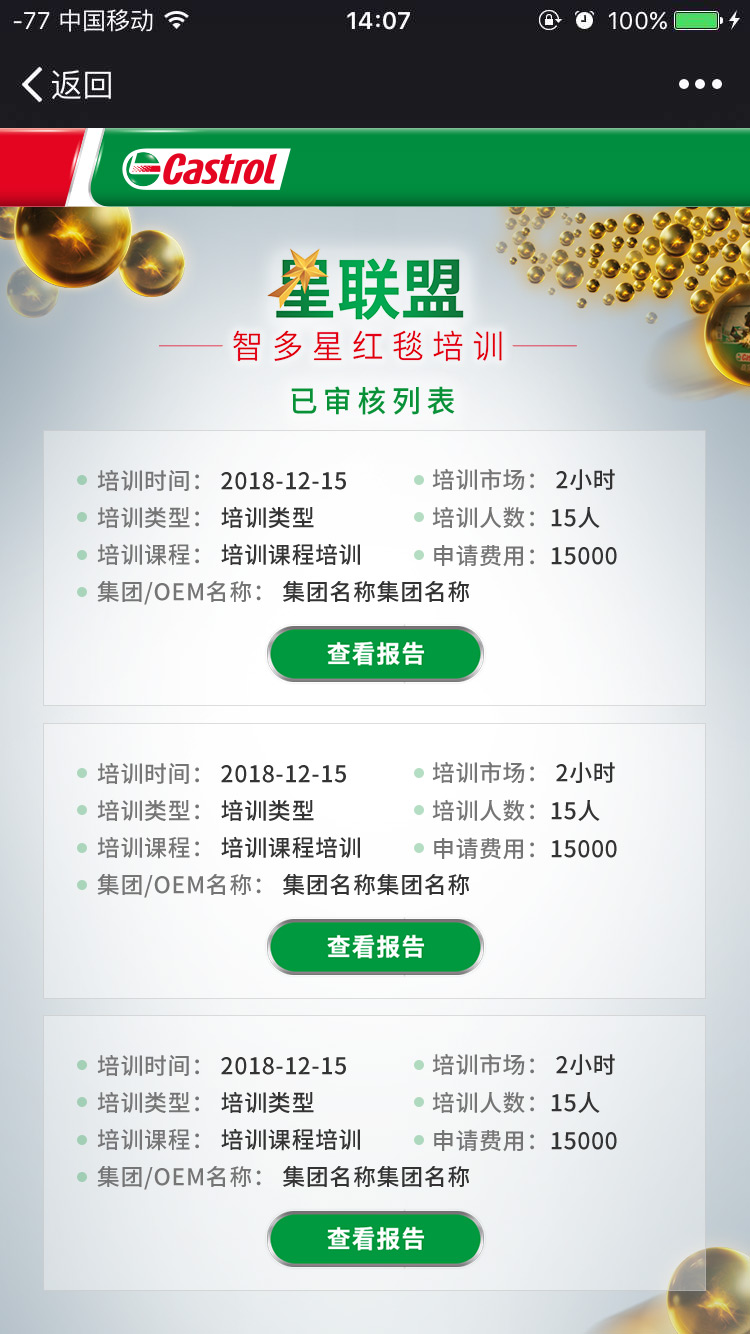 -77 中国移动 14:07 100%
返回
Castrol
星联盟
智多星红毯培训
已审核列表
培训时间： 2018-12-15 培训市场： 2小时
培训类型： 培训类型 培训人数：15人
培训课程： 培训课程培训 申请费用：15000
集团/OEM名称： 集团名称集团名称
查看报告
培训时间： 2018-12-15 培训市场： 2小时
培训类型： 培训类型 培训人数：15人
培训课程： 培训课程培训 申请费用：15000
集团/OEM名称： 集团名称集团名称
查看报告
培训时间： 2018-12-15 培训市场： 2小时
培训类型： 培训类型 培训人数：15人
培训课程： 培训课程培训 申请费用：15000
集团/OEM名称： 集团名称集团名称
查看报告